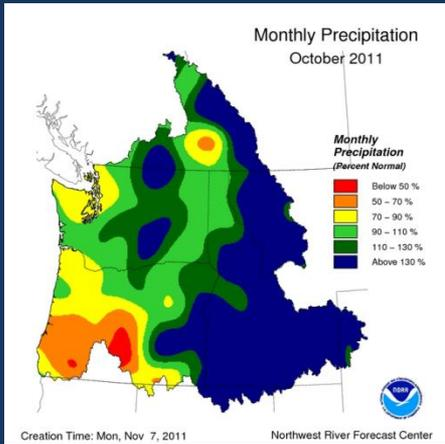 Monthly Precipitation
October 2011
Monthly
Precipitation
(Percent Normal)
Below 50 %
50 – 70 %
70 – 90 %
90 – 110 %
110 – 130 %
Above 130 %
NOAA
Creation Time: Mon, Nov 7, 2011
Northwest River Forecast Center